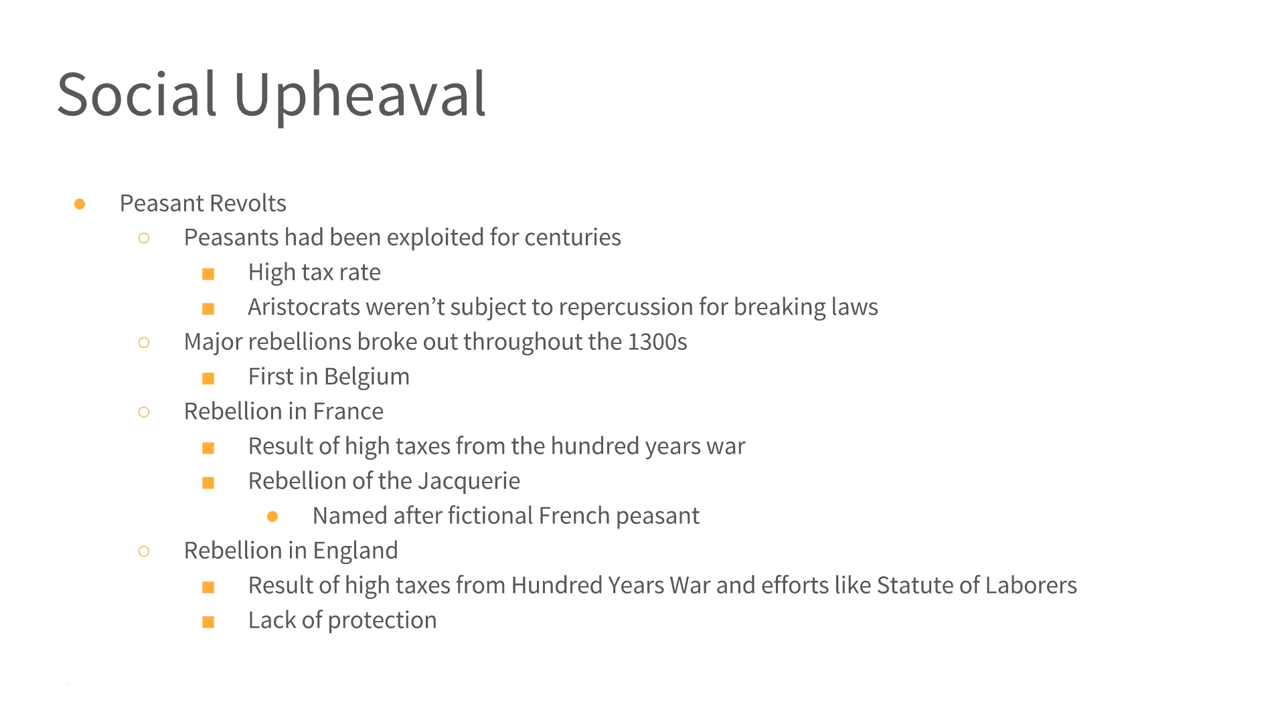 Social Upheaval
● Peasant Revolts
○ Peasants had been exploited for centuries
■ High tax rate
■ Aristocrats weren’t subject to repercussion for breaking laws
○ Major rebellions broke out throughout the 1300s
■ First in Belgium
○ Rebellion in France
■ Result of high taxes from the hundred years war
■ Rebellion of the Jacquerie
● Named after fictional French peasant
○ Rebellion in England
■ Result of high taxes from Hundred Years War and efforts like Statute of Laborers
■ Lack of protection